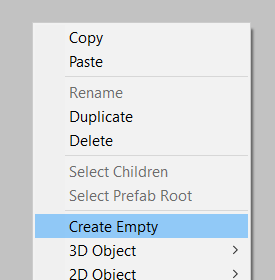 Copy
Paste
Rename
Duplicate
Delete
Select Children
Select Prefab Root
Create Empty
3D Object
2D Object